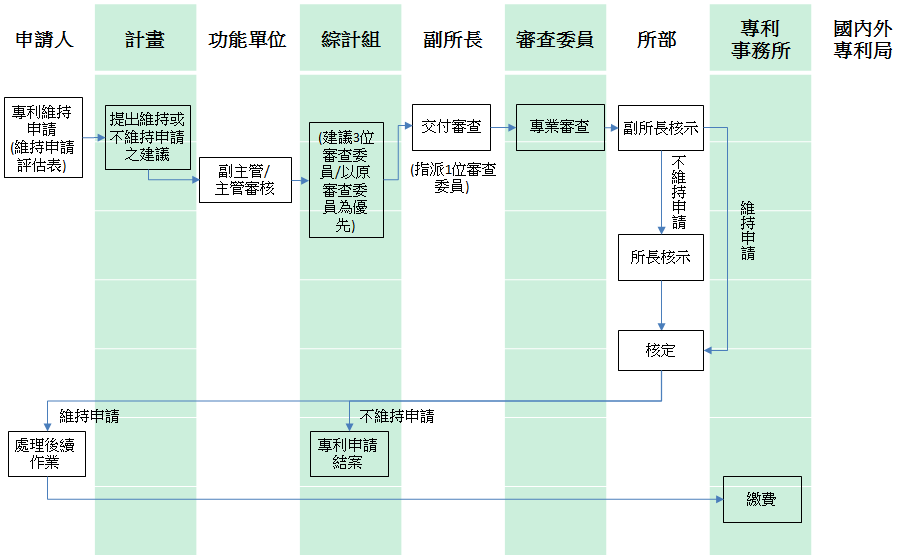 申請人
計畫
功能單位
綜計組
副所長
審查委員
所部
專利
事務所
國內外
專利局
專利維持
申請
(維持申請
評估表)
提出維持或
不維持申請
之建議
副主管/
主管審核
(建議3位
審查委
員/以原
審查委
員為優
先)
交付審查
(指派1位審查
委員)
專業審查
副所長核示
不維持申請
維持申請
所長核示
核定
維持申請
不維持申請
處理後續
作業
專利申請
結案
繳費